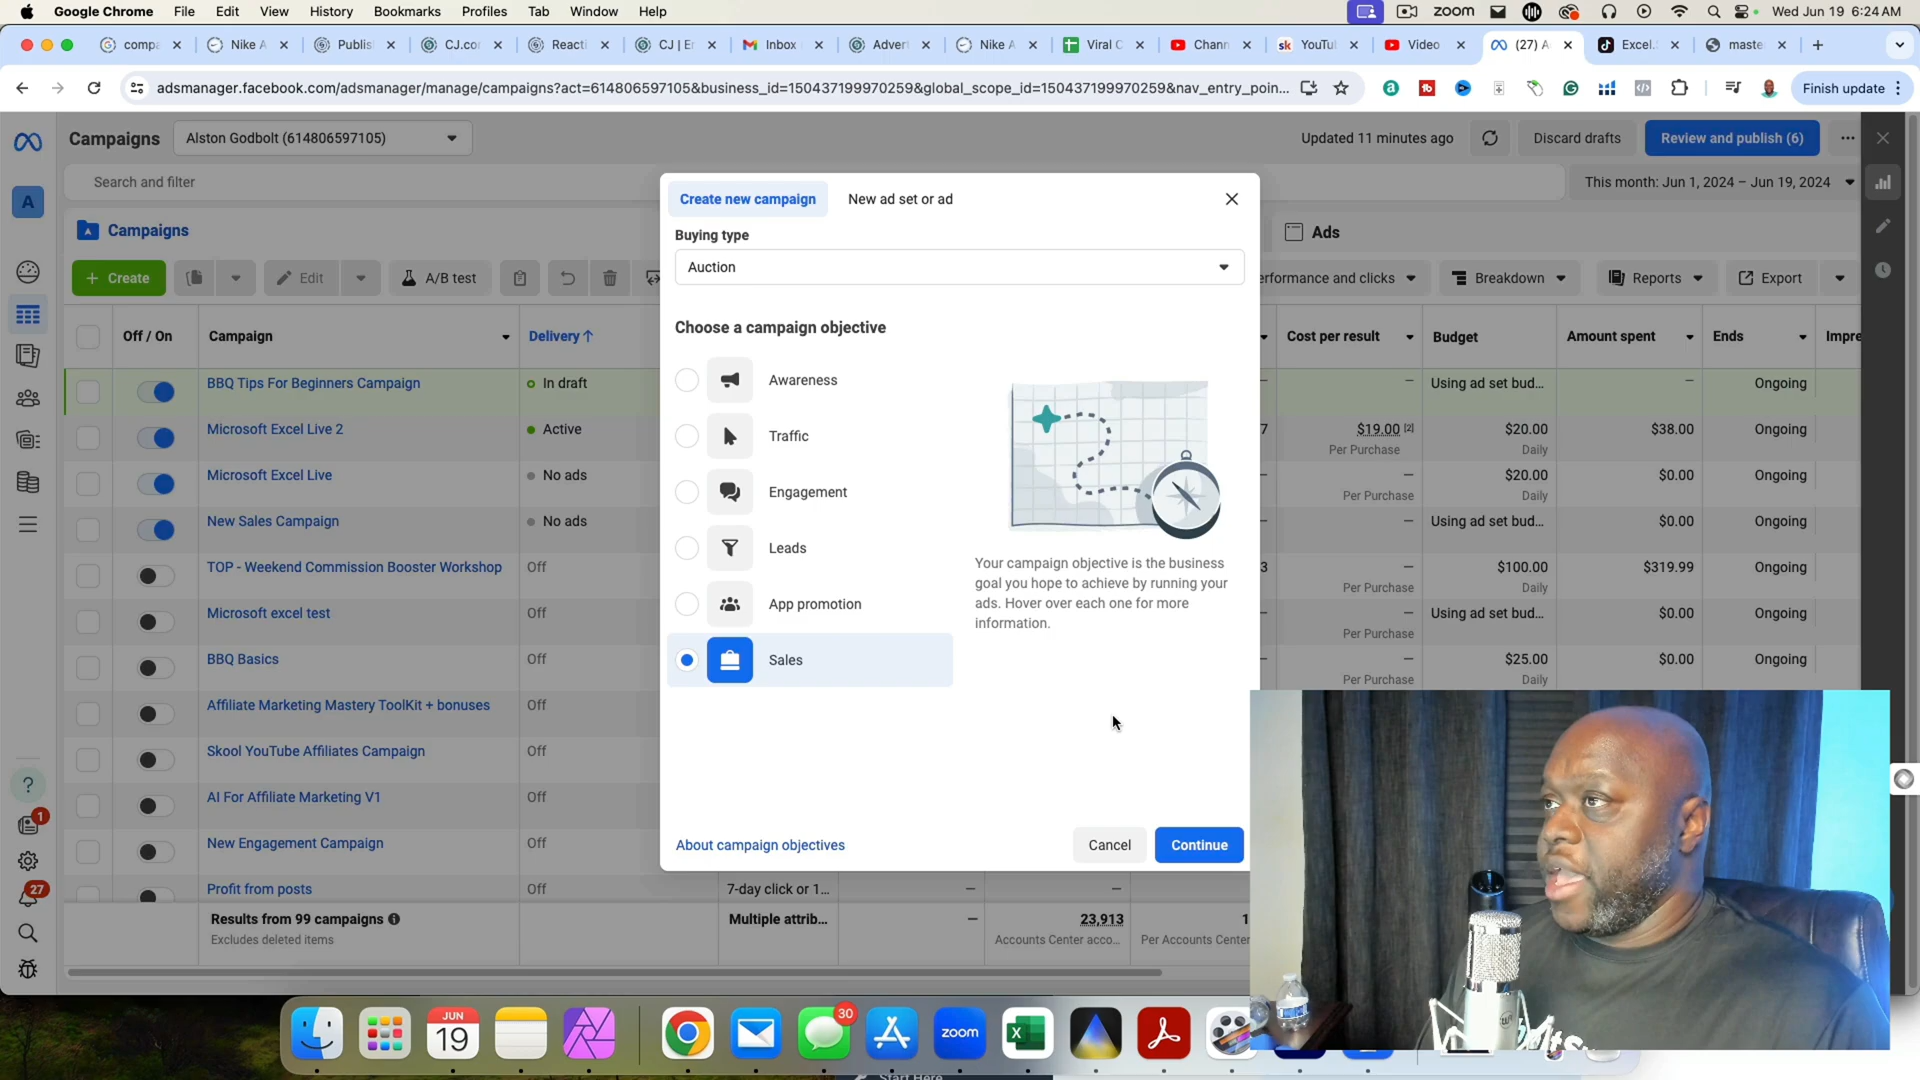 Google Chrome File Edit View History Bookmarks Profiles Tab Window Help zoom Wed Jun 19 6:24 AM
compa Nike A Publis CJ.co Reacti CJ | E Inbox Advert Nike A Viral C Chann YouTu Video (27) A Excel. maste
adsmanager.facebook.com/adsmanager/manage/campaigns?act=614806597105&business_id=150437199970259&global_scope_id=150437199970259&nav_entry_poin... Finish update
Campaigns Alston Godbolt (614806597105) Updated 11 minutes ago Discard drafts Review and publish (6)
Search and filter This month: Jun 1, 2024 – Jun 19, 2024
A
Create new campaign New ad set or ad
Campaigns Ads
Buying type
Auction
+ Create Edit A/B test erformance and clicks Breakdown Reports Export
Choose a campaign objective
Off / On Campaign Delivery ↑ Cost per result Budget Amount spent Ends Impre
Awareness
Traffic
Engagement
Leads
App promotion
Sales
Your campaign objective is the business
goal you hope to achieve by running your
ads. Hover over each one for more
information.
About campaign objectives Cancel Continue
BBQ Tips For Beginners Campaign In draft — Using ad set bud... — Ongoing
Microsoft Excel Live 2 Active 7 $19.00 [2] $20.00 $38.00 Ongoing
Per Purchase Daily
Microsoft Excel Live No ads — $20.00 $0.00 Ongoing
Per Purchase Daily
New Sales Campaign No ads — Using ad set bud... $0.00 Ongoing
Per Purchase
TOP - Weekend Commission Booster Workshop Off 3 — $100.00 $319.99 Ongoing
Per Purchase Daily
Microsoft excel test Off — Using ad set bud... $0.00 Ongoing
Per Purchase
BBQ Basics Off — $25.00 $0.00 Ongoing
Per Purchase Daily
Affiliate Marketing Mastery ToolKit + bonuses Off
Skool YouTube Affiliates Campaign Off
AI For Affiliate Marketing V1 Off
New Engagement Campaign Off
Profit from posts Off 7-day click or 1... — —
Results from 99 campaigns Multiple attrib... — 23,913 1
Excludes deleted items Accounts Center acco... Per Accounts Cente
?
1
27
JUN
19
30
zoom
Start Here